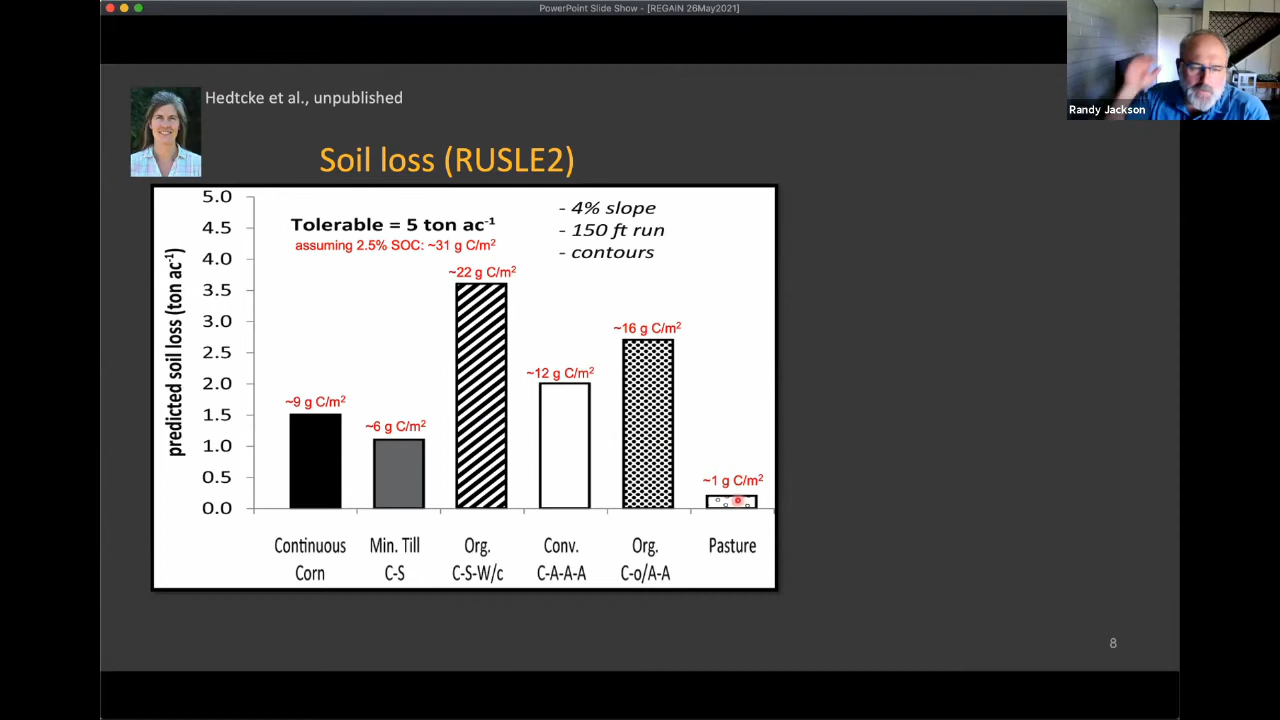 PowerPoint Slide Show - [REGAIN 26May2021]
Randy Jackson
Hedtcke et al., unpublished
Soil loss (RUSLE2)
predicted soil loss (ton ac⁻¹)
5.0
4.5
4.0
3.5
3.0
2.5
2.0
1.5
1.0
0.5
0.0
Tolerable = 5 ton ac⁻¹
assuming 2.5% SOC: ~31 g C/m²
- 4% slope
- 150 ft run
- contours
~9 g C/m²
~6 g C/m²
~22 g C/m²
~12 g C/m²
~16 g C/m²
~1 g C/m²
Continuous
Corn
Min. Till
C-S
Org.
C-S-W/c
Conv.
C-A-A-A
Org.
C-o/A-A
Pasture
8